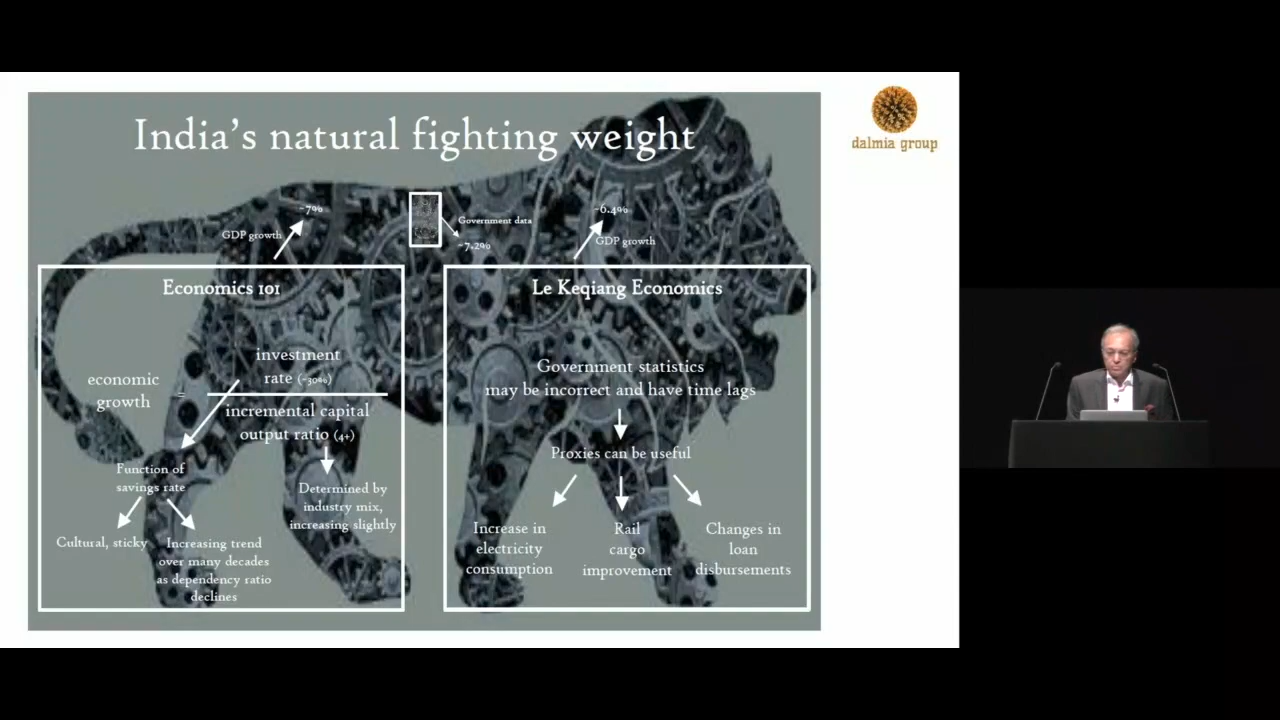 India's natural fighting weight
dalmia group
~7%
GDP growth
Government data
~7.2%
~6.4%
GDP growth
Economics 101
economic
growth
=
investment
rate (~30%)
incremental capital
output ratio (4+)
Function of
savings rate
Determined by
industry mix,
increasing slightly
Cultural, sticky
Increasing trend
over many decades
as dependency ratio
declines
Le Keqiang Economics
Government statistics
may be incorrect and have time lags
Proxies can be useful
Increase in
electricity
consumption
Rail
cargo
improvement
Changes in
loan
disbursements